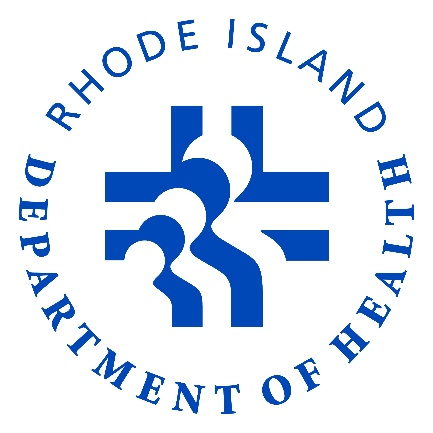 RHODE ISLAND
DEPARTMENT OF HEALTH